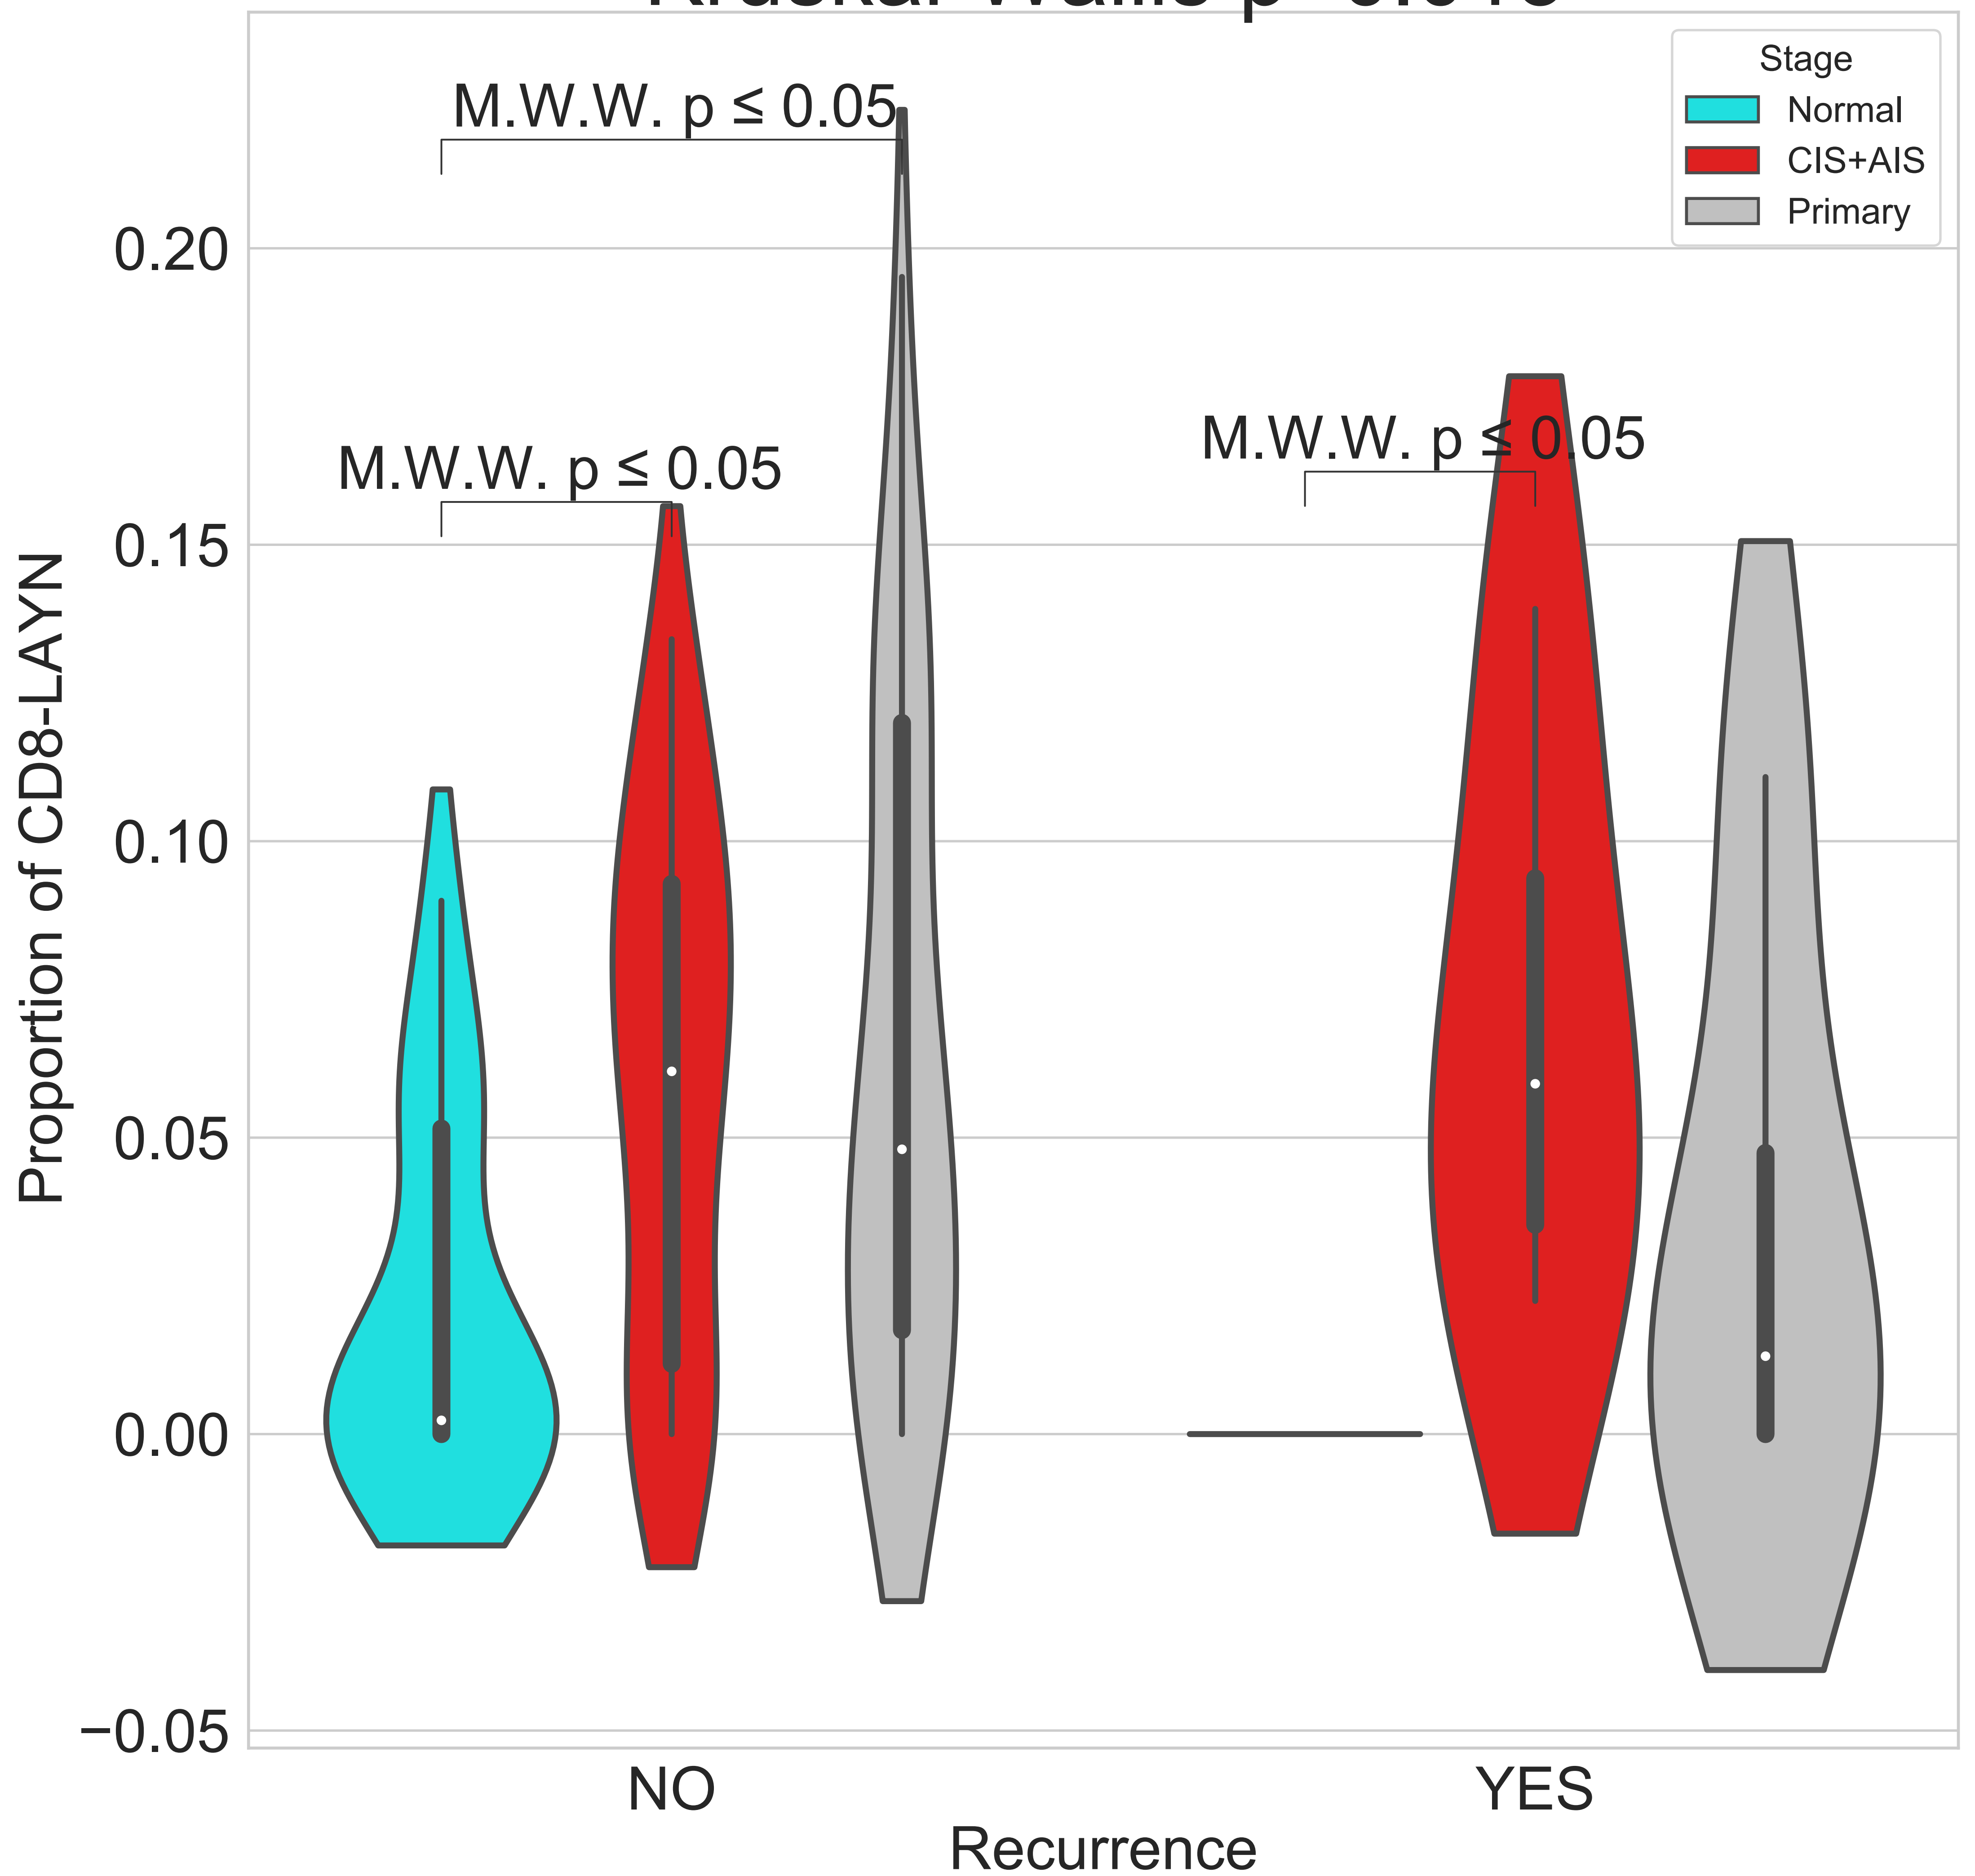 Stage
Normal
CIS+AIS
Primary
M.W.W. p ≤ 0.05
M.W.W. p ≤ 0.05
M.W.W. p ≤ 0.05
Proportion of CD8-LAYN
0.20
0.15
0.10
0.05
0.00
−0.05
NO
YES
Recurrence